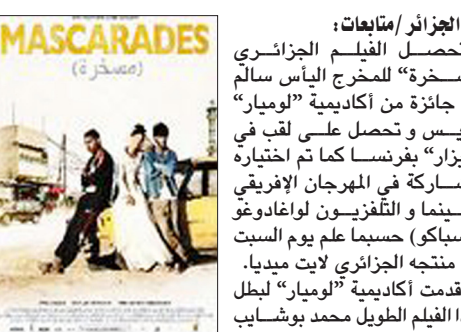 MASCARADES
(مسخرة)
الجزائر /متابعات:
تحصل الفيلم الجزائري
سخرة“ للمخرج اليأس سالم
جائزة من أكاديمية ”لوميار“
يس و تحصل على لقب في
يزار“ بفرنسا كما تم اختياره
ساركة في المهرجان الإفريقي
سينما و التلفزيون لواغادوغو
سباكو) حسبما علم يوم السبت
منتجه الجزائري لايت ميديا.
قدمت أكاديمية ”لوميار“ لبطل
ا الفيلم الطويل محمد بوشايب